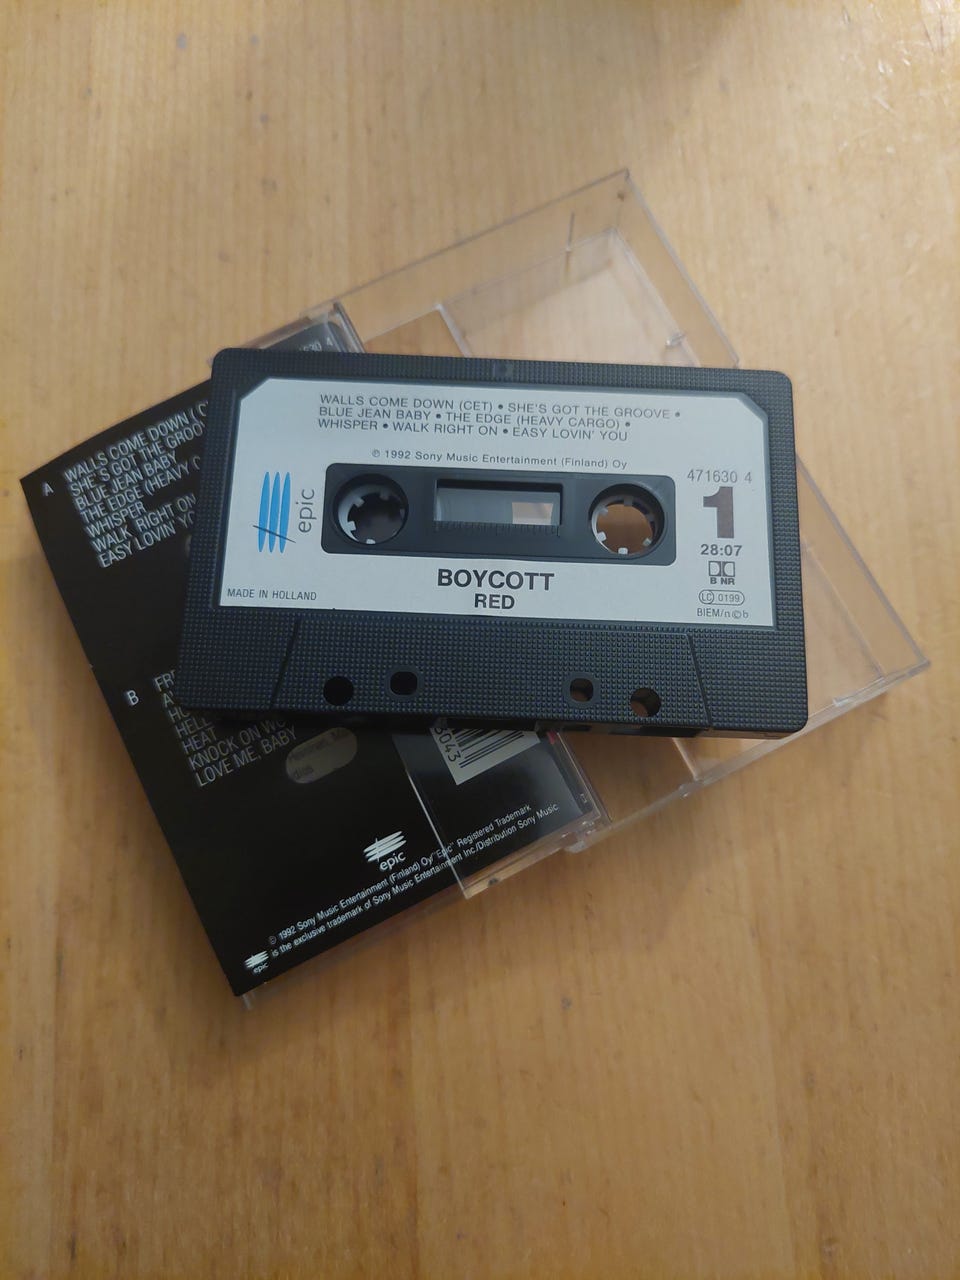 WALLS COME DOWN (CET) • SHE'S GOT THE GROOVE •
BLUE JEAN BABY • THE EDGE (HEAVY CARGO) •
WHISPER • WALK RIGHT ON • EASY LOVIN' YOU
℗ 1992 Sony Music Entertainment (Finland) Oy
epic
471630 4
1
28:07
B NR
LC 0199
BIEM/n©b
MADE IN HOLLAND
BOYCOTT
RED
A
WALLS COME DOWN (C
SHE'S GOT THE GROO
BLUE JEAN BABY
THE EDGE (HEAVY C
WHISPER
WALK RIGHT ON
EASY LOVIN' YO
B
HEAT
KNOCK ON WO
LOVE ME, BABY
epic
℗ 1992 Sony Music Entertainment (Finland) Oy/"Epic" Registered Trademark
is the exclusive trademark of Sony Music Entertainment Inc./Distribution Sony Music
epic